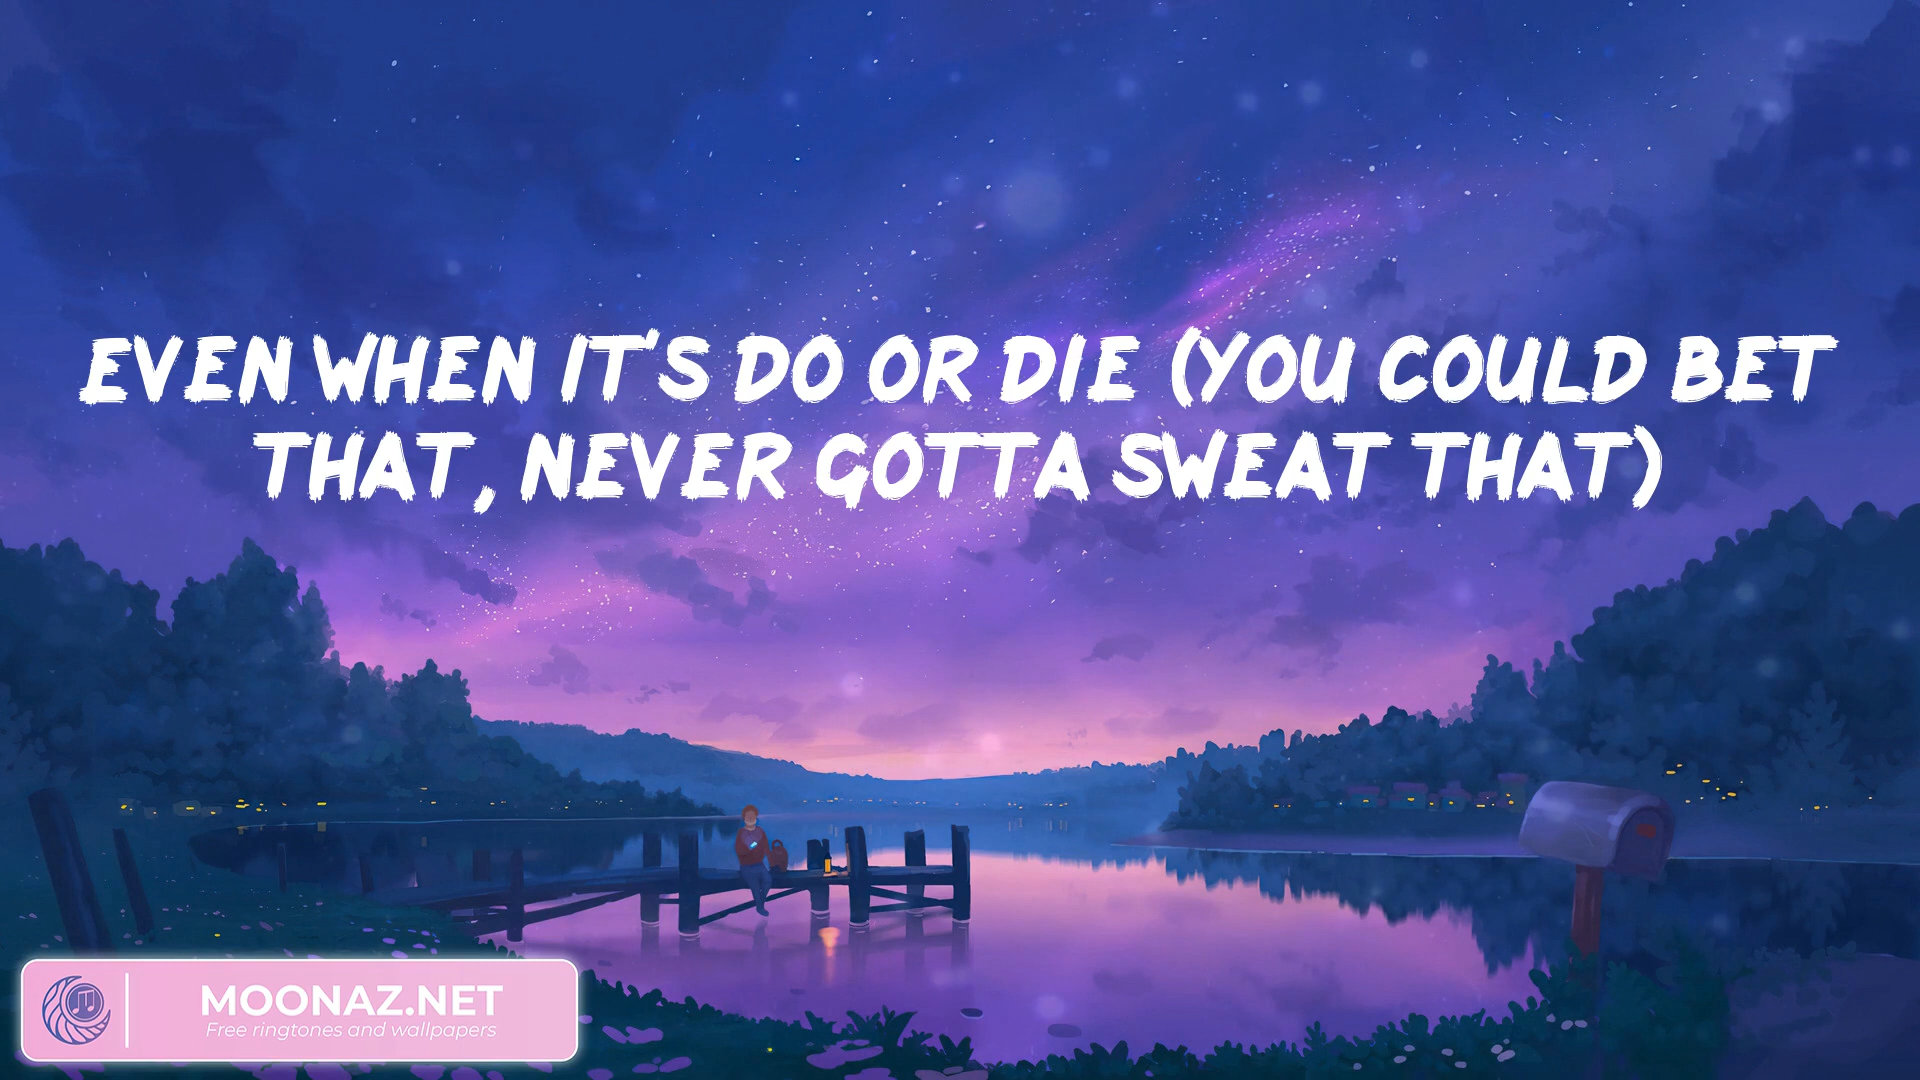 EVEN WHEN IT'S DO OR DIE (YOU COULD BET
THAT, NEVER GOTTA SWEAT THAT)
MOONAZ.NET
Free ringtones and wallpapers